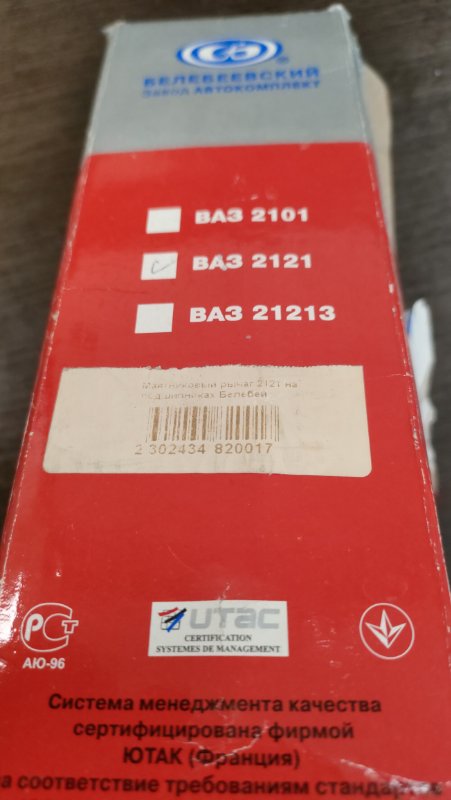 ®
БЕЛЕБЕЕВСКИЙ
ЗАВОД АВТОКОМПЛЕКТ
ВАЗ 2101
ВАЗ 2121
ВАЗ 21213
Маятниковый рычаг 2121 на
подшипниках Белебей
2 302434 820017
РСТ
АЮ-96
UTAC
CERTIFICATION
SYSTEMES DE MANAGEMENT
Система менеджмента качества
сертифицирована фирмой
ЮТАК (Франция)
на соответствие требованиям